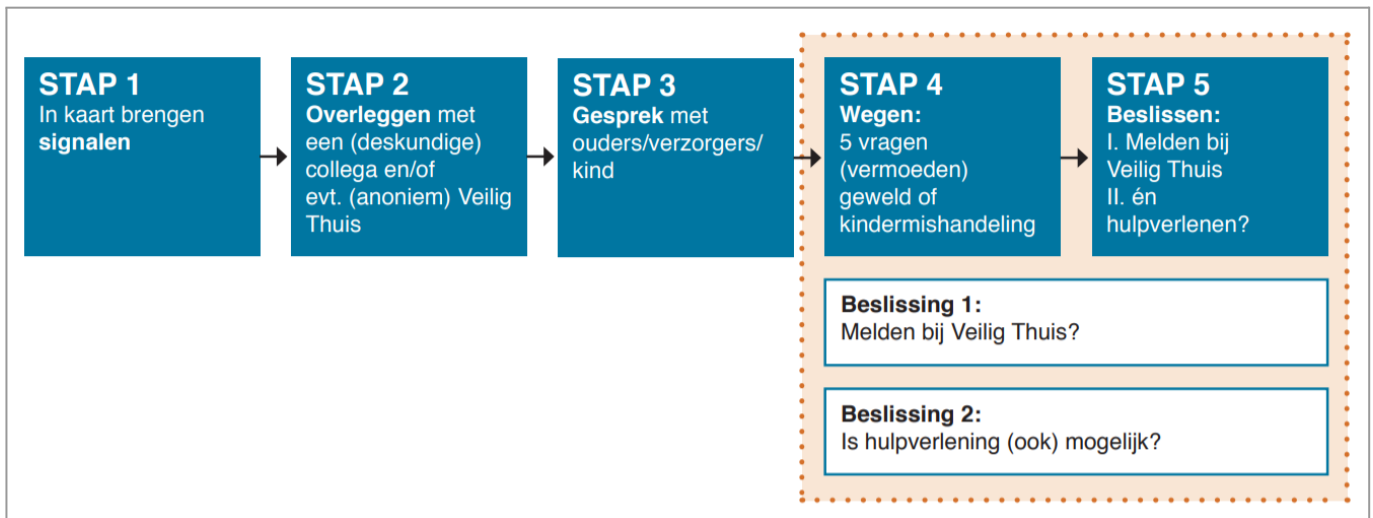 STAP 1
In kaart brengen
signalen
STAP 2
Overleggen met
een (deskundige)
collega en/of
evt. (anoniem) Veilig
Thuis
STAP 3
Gesprek met
ouders/verzorgers/
kind
STAP 4
Wegen:
5 vragen
(vermoeden)
geweld of
kindermishandeling
STAP 5
Beslissen:
I. Melden bij
Veilig Thuis
II. én
hulpverlenen?
Beslissing 1:
Melden bij Veilig Thuis?
Beslissing 2:
Is hulpverlening (ook) mogelijk?